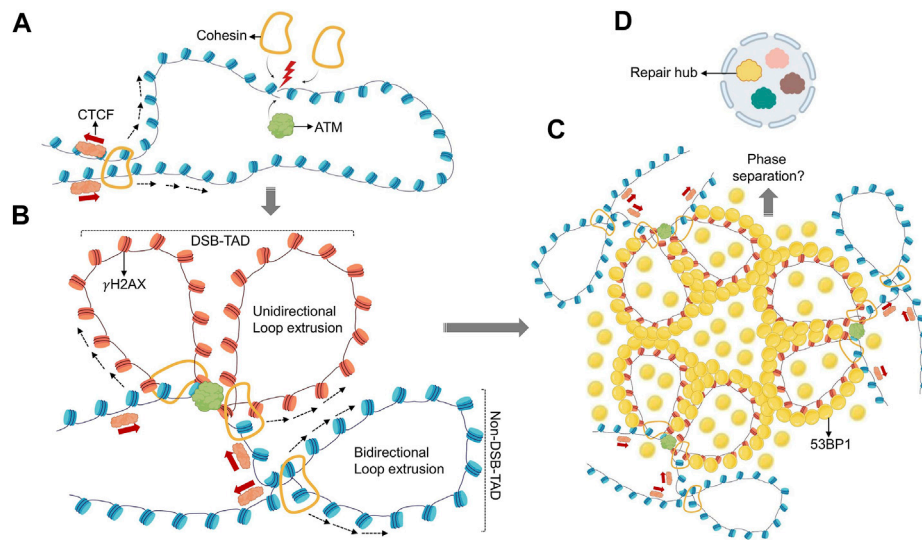 A
Cohesin
CTCF
ATM
B
DSB-TAD
γH2AX
Unidirectional
Loop extrusion
Bidirectional
Loop extrusion
Non-DSB-TAD
D
Repair hub
C
Phase
separation?
53BP1